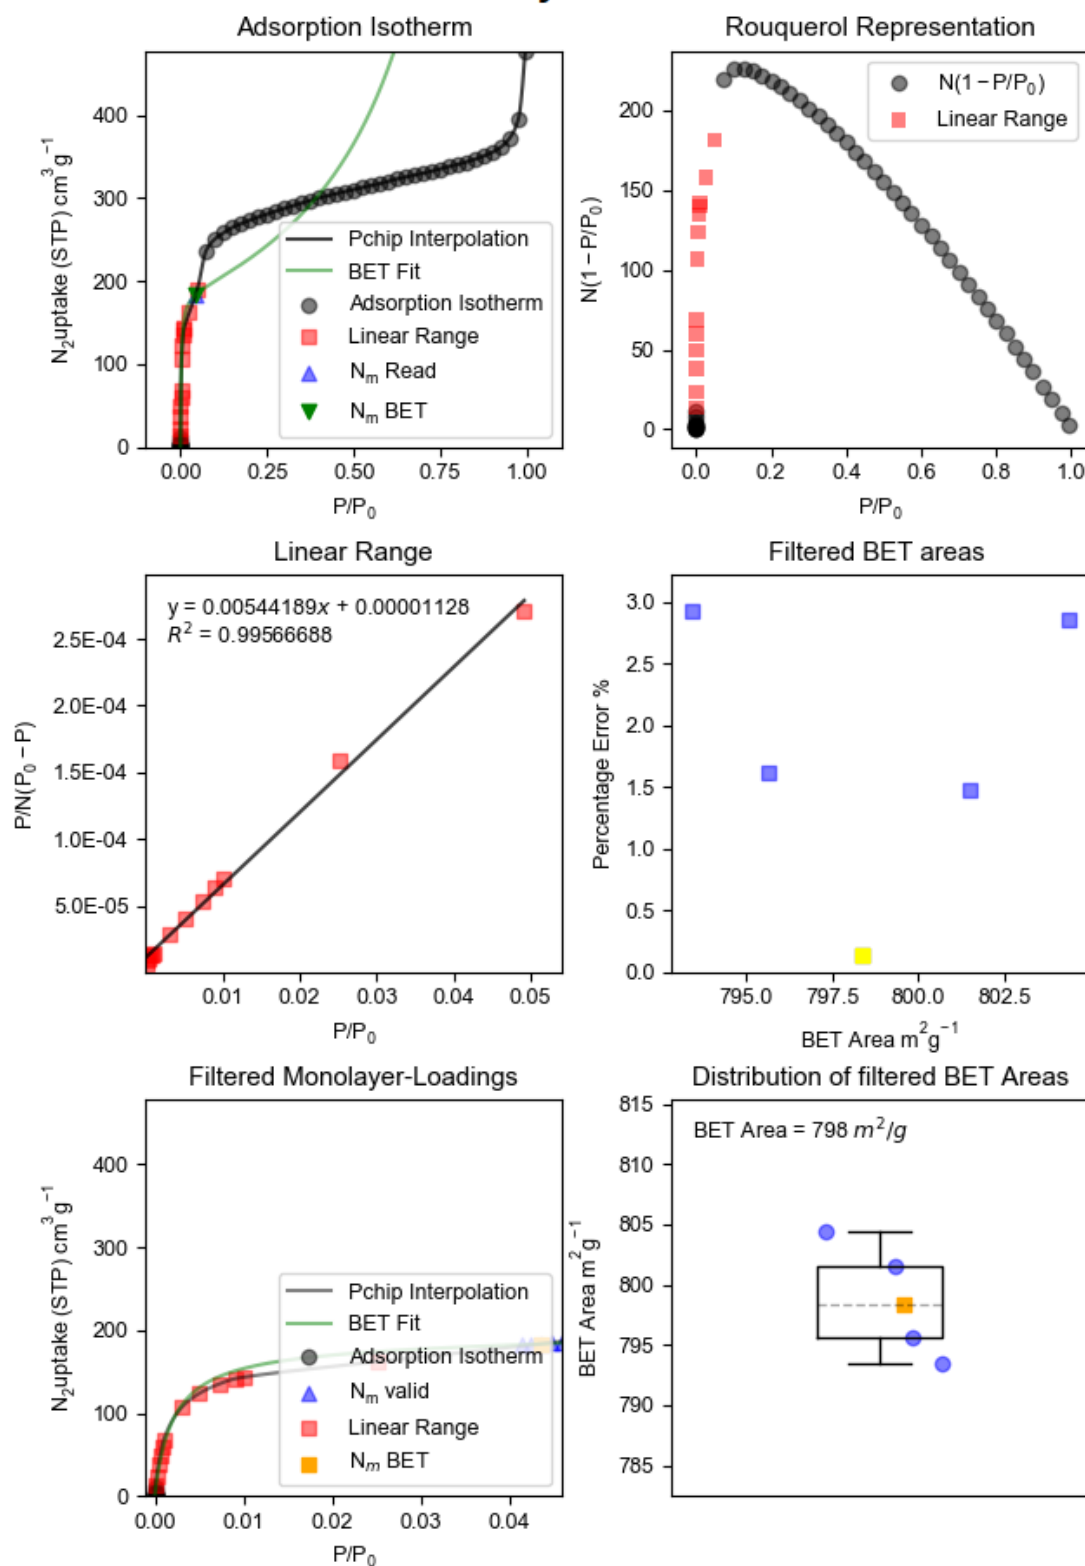 Adsorption Isotherm
N₂uptake (STP) cm³g⁻¹
400
300
200
100
0
Pchip Interpolation
BET Fit
Adsorption Isotherm
Linear Range
Nₘ Read
Nₘ BET
0.00 0.25 0.50 0.75 1.00
P/P₀
Rouquerol Representation
N(1−P/P₀)
200
150
100
50
0
N(1−P/P₀)
Linear Range
0.0 0.2 0.4 0.6 0.8 1.0
P/P₀
Linear Range
P/N(P₀−P)
y = 0.00544189x + 0.00001128
R² = 0.99566688
2.5E-04
2.0E-04
1.5E-04
1.0E-04
5.0E-05
0.01 0.02 0.03 0.04 0.05
P/P₀
Filtered BET areas
Percentage Error %
3.0
2.5
2.0
1.5
1.0
0.5
0.0
795.0 797.5 800.0 802.5
BET Area m²g⁻¹
Filtered Monolayer-Loadings
N₂uptake (STP) cm³g⁻¹
400
300
200
100
0
Pchip Interpolation
BET Fit
Adsorption Isotherm
Nₘ valid
Linear Range
Nₘ BET
0.00 0.01 0.02 0.03 0.04
P/P₀
Distribution of filtered BET Areas
BET Area m²g⁻¹
BET Area = 798 m²/g
815
810
805
800
795
790
785